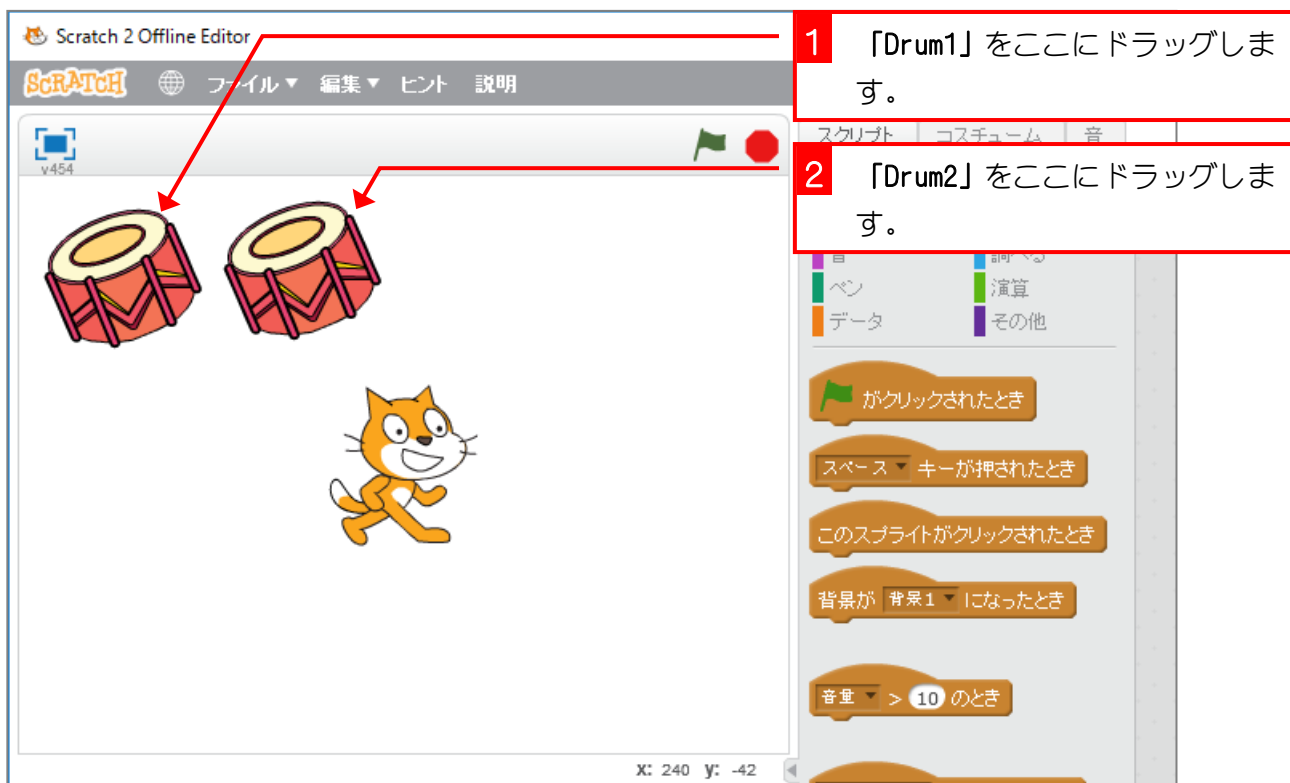 Scratch 2 Offline Editor
SCRATCH ファイル▼ 編集▼ ヒント 説明
1 「Drum1」をここにドラッグしま
す。
v454
スクリプト コスチューム 音
2 「Drum2」をここにドラッグしま
す。
音 調べる
ペン 演算
データ その他
がクリックされたとき
スペース▼ キーが押されたとき
このスプライトがクリックされたとき
背景が 背景1▼ になったとき
音量▼ > 10 のとき
X: 240 y: -42